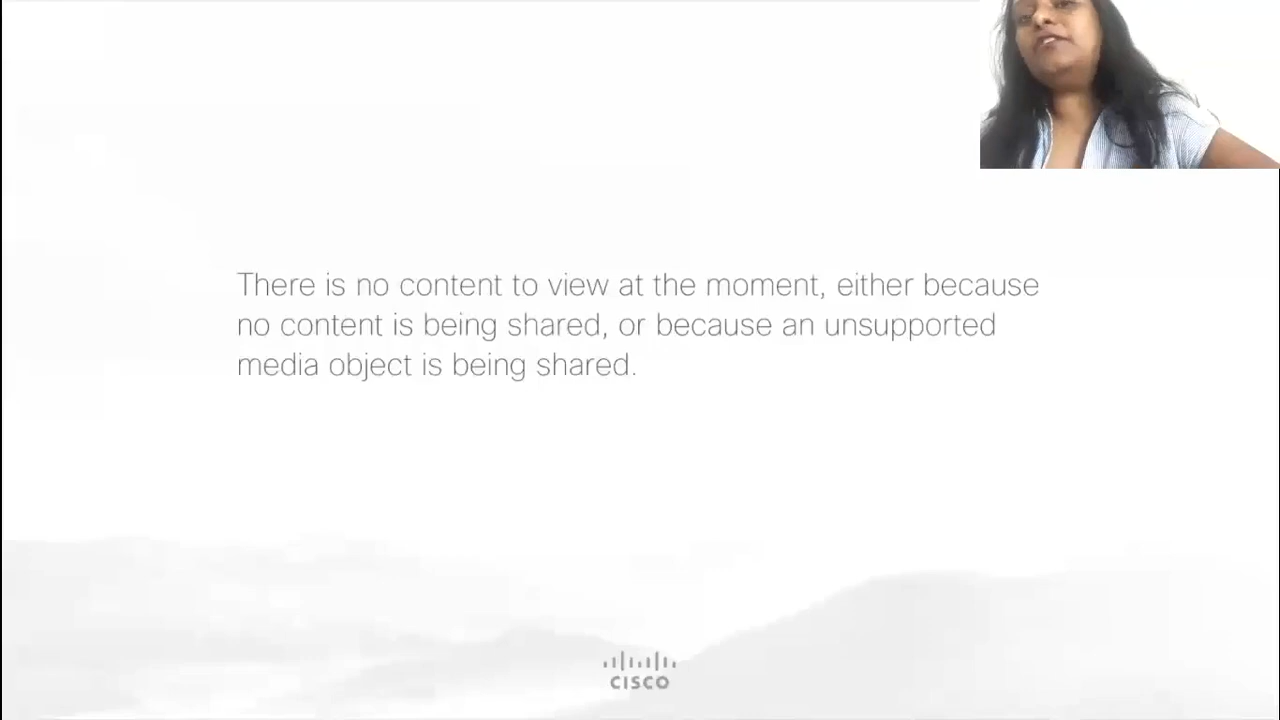 There is no content to view at the moment, either because
no content is being shared, or because an unsupported
media object is being shared.
CISCO